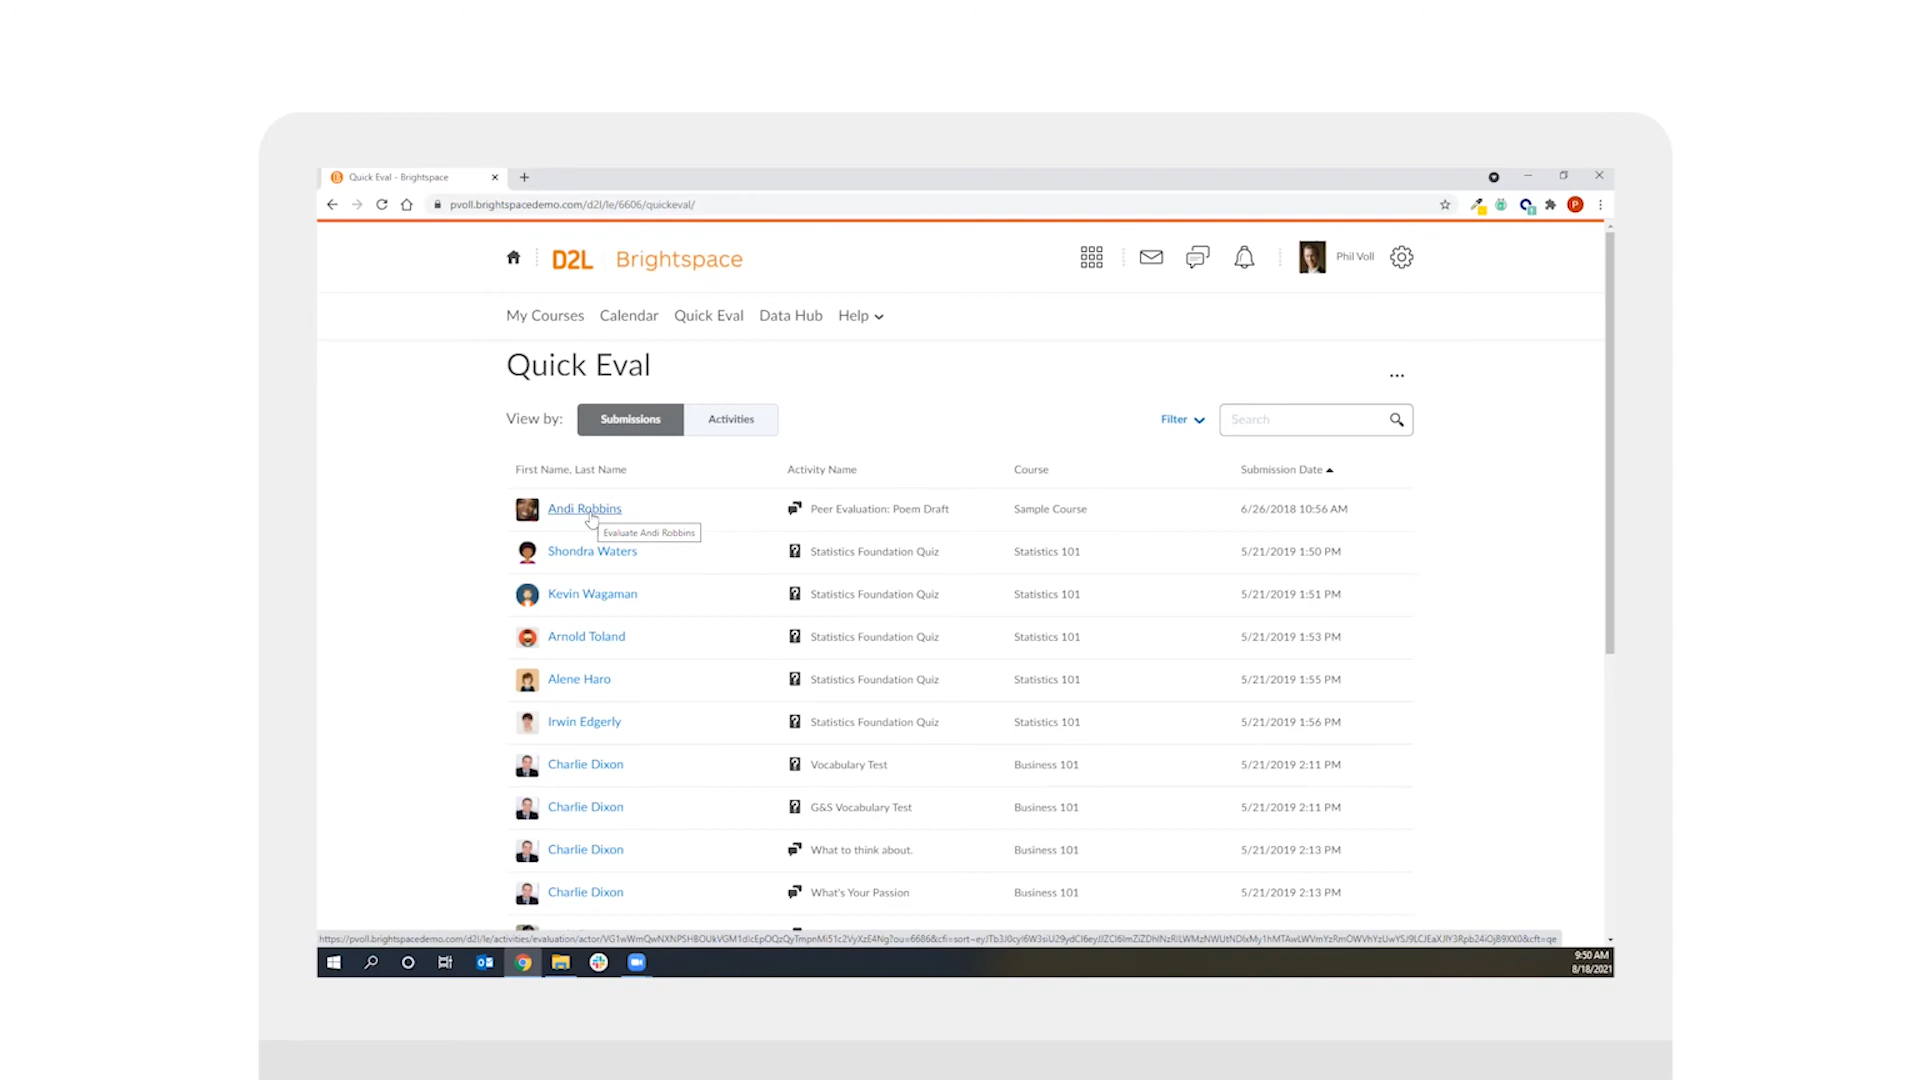 Quick Eval - Brightspace
pvoll.brightspacedemo.com/d2l/le/6606/quickeval/
P
D2L Brightspace
Phil Voll
My Courses Calendar Quick Eval Data Hub Help
Quick Eval
...
View by: Submissions Activities
Filter Search
First Name, Last Name Activity Name Course Submission Date
Andi Robbins Peer Evaluation: Poem Draft Sample Course 6/26/2018 10:56 AM
Evaluate Andi Robbins
Shondra Waters Statistics Foundation Quiz Statistics 101 5/21/2019 1:50 PM
Kevin Wagaman Statistics Foundation Quiz Statistics 101 5/21/2019 1:51 PM
Arnold Toland Statistics Foundation Quiz Statistics 101 5/21/2019 1:53 PM
Alene Haro Statistics Foundation Quiz Statistics 101 5/21/2019 1:55 PM
Irwin Edgerly Statistics Foundation Quiz Statistics 101 5/21/2019 1:56 PM
Charlie Dixon Vocabulary Test Business 101 5/21/2019 2:11 PM
Charlie Dixon G&S Vocabulary Test Business 101 5/21/2019 2:11 PM
Charlie Dixon What to think about. Business 101 5/21/2019 2:13 PM
Charlie Dixon What's Your Passion Business 101 5/21/2019 2:13 PM
9:50 AM
8/18/2021